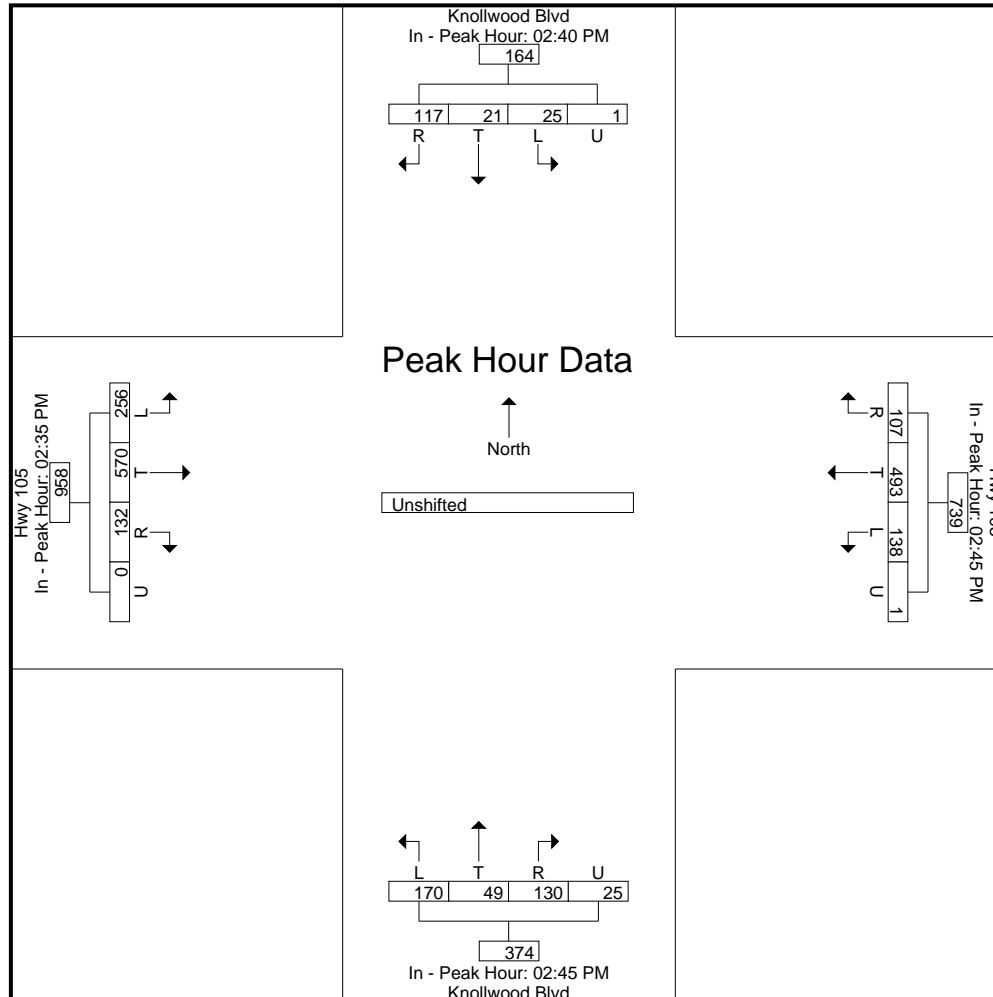 Knollwood Blvd
In - Peak Hour: 02:40 PM
164
117 21 25 1
R T L U
Peak Hour Data
North
Unshifted
Hwy 105
In - Peak Hour: 02:35 PM
958
256 570 132 0
L T R U
In - Peak Hour: 02:45 PM
739
107 493 138 1
R T L U
L T R U
170 49 130 25
374
In - Peak Hour: 02:45 PM
Knollwood Blvd